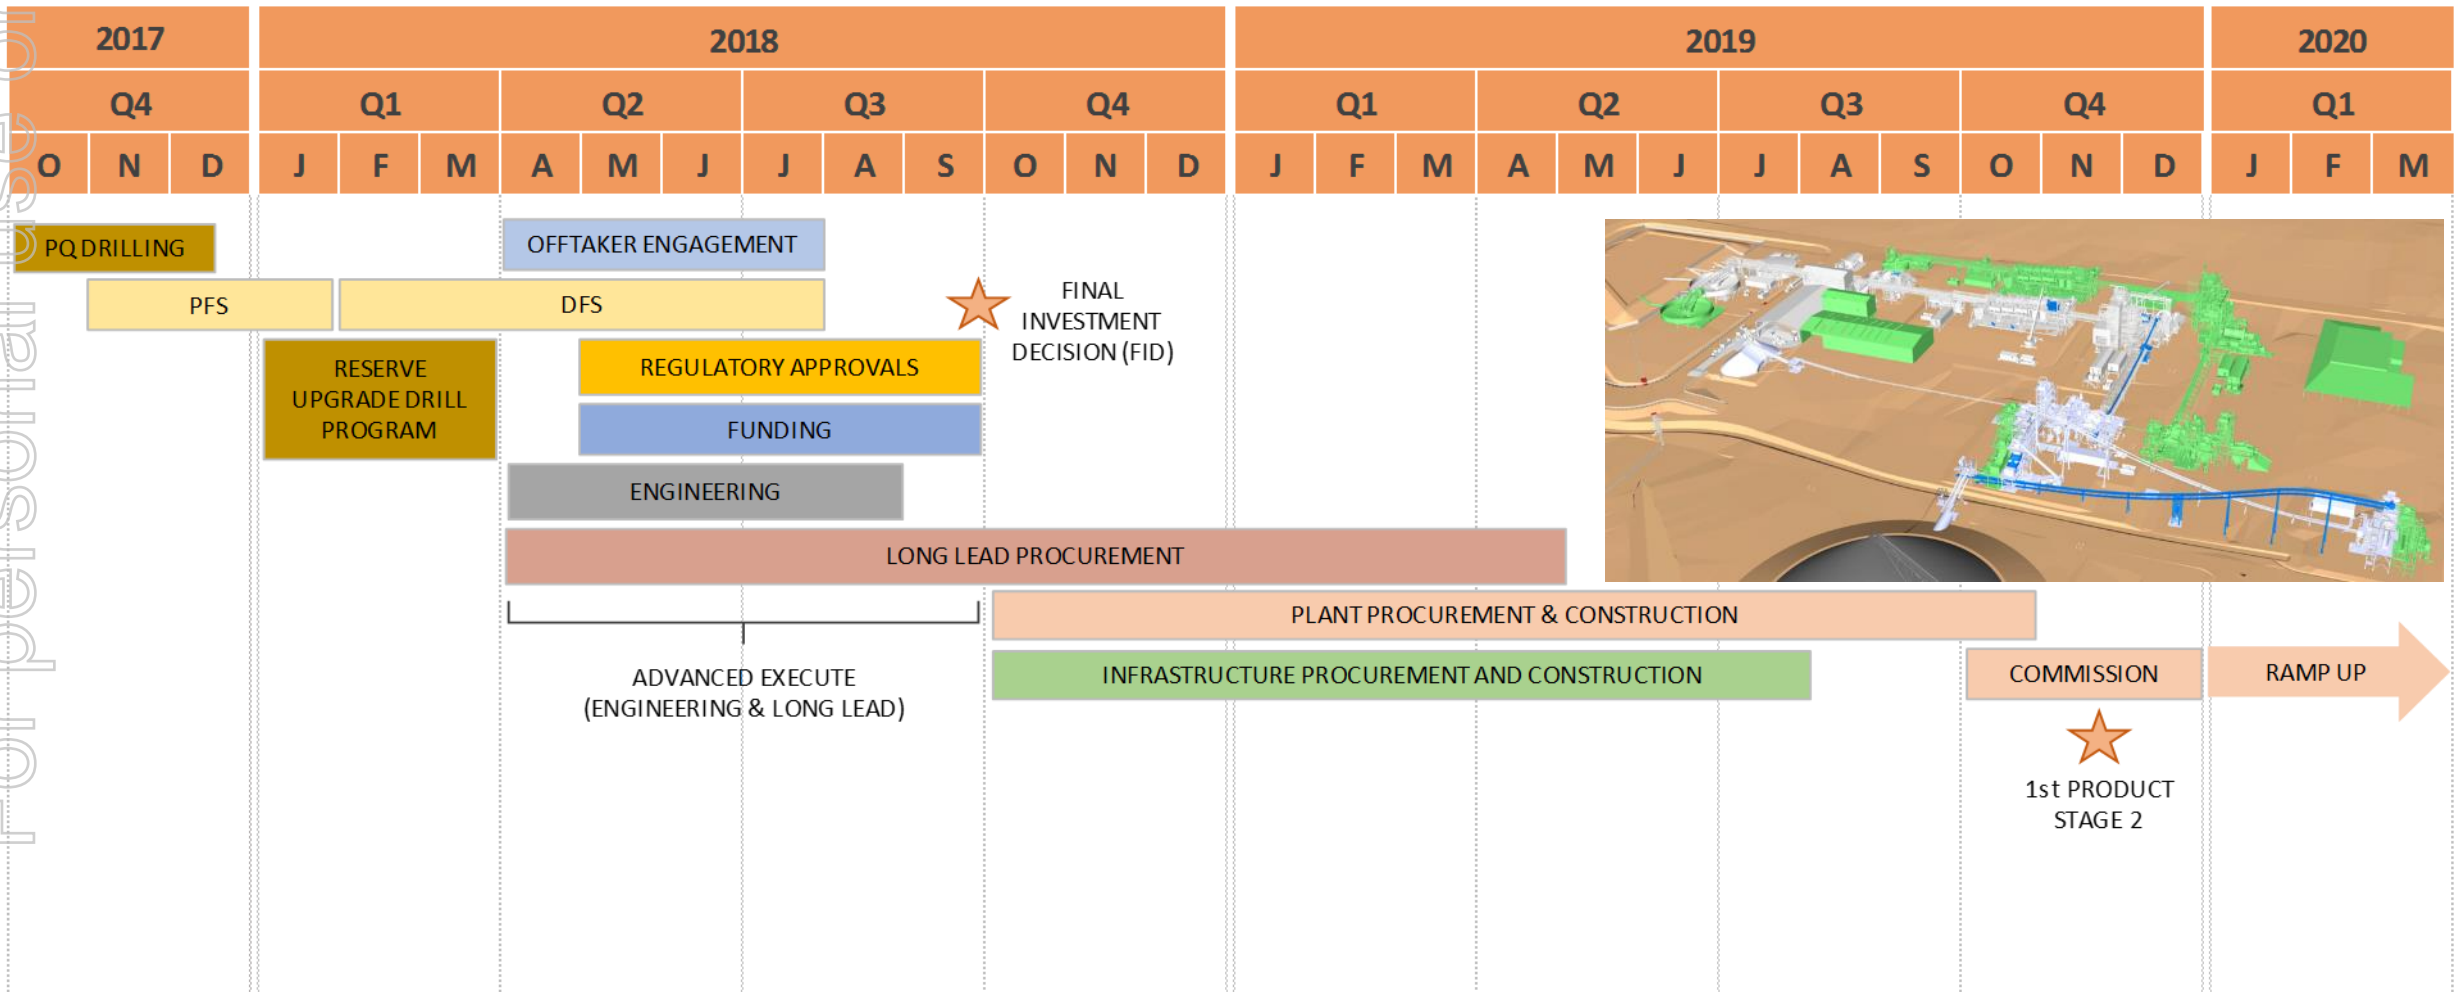 2017 2018 2019 2020
Q4 Q1 Q2 Q3 Q4 Q1 Q2 Q3 Q4 Q1
O N D J F M A M J J A S O N D J F M A M J J A S O N D J F M
PQ DRILLING
OFFTAKER ENGAGEMENT
PFS
DFS
FINAL
INVESTMENT
DECISION (FID)
RESERVE
UPGRADE DRILL
PROGRAM
REGULATORY APPROVALS
FUNDING
ENGINEERING
LONG LEAD PROCUREMENT
PLANT PROCUREMENT & CONSTRUCTION
ADVANCED EXECUTE
(ENGINEERING & LONG LEAD)
INFRASTRUCTURE PROCUREMENT AND CONSTRUCTION
COMMISSION
RAMP UP
1st PRODUCT
STAGE 2
For personal use